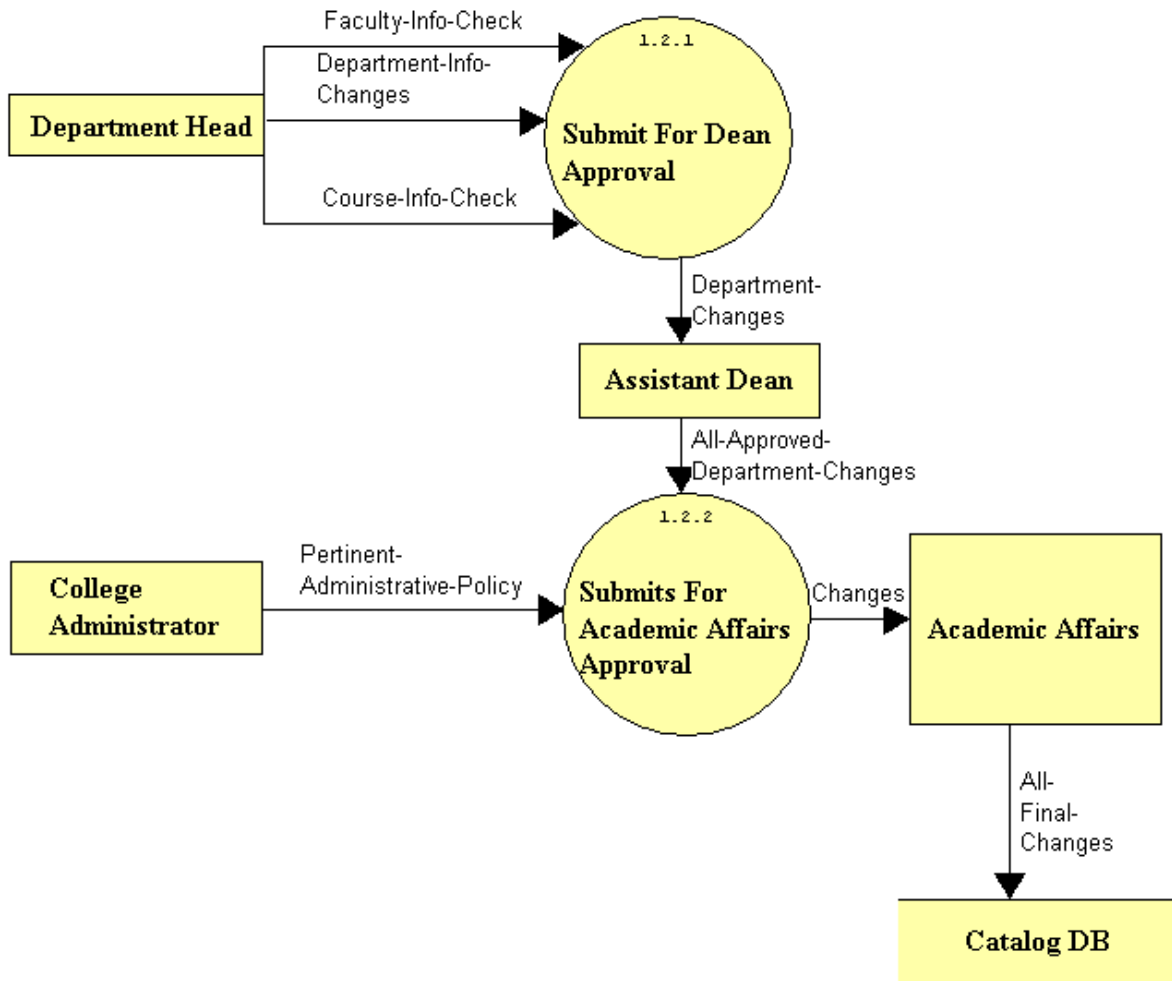 Faculty-Info-Check
1.2.1
Department-Info-
Changes
Department Head
Submit For Dean
Approval
Course-Info-Check
Department-
Changes
Assistant Dean
All-Approved-
Department-Changes
1.2.2
Pertinent-
Administrative-Policy
College
Administrator
Submits For
Academic Affairs
Approval
Changes
Academic Affairs
All-
Final-
Changes
Catalog DB